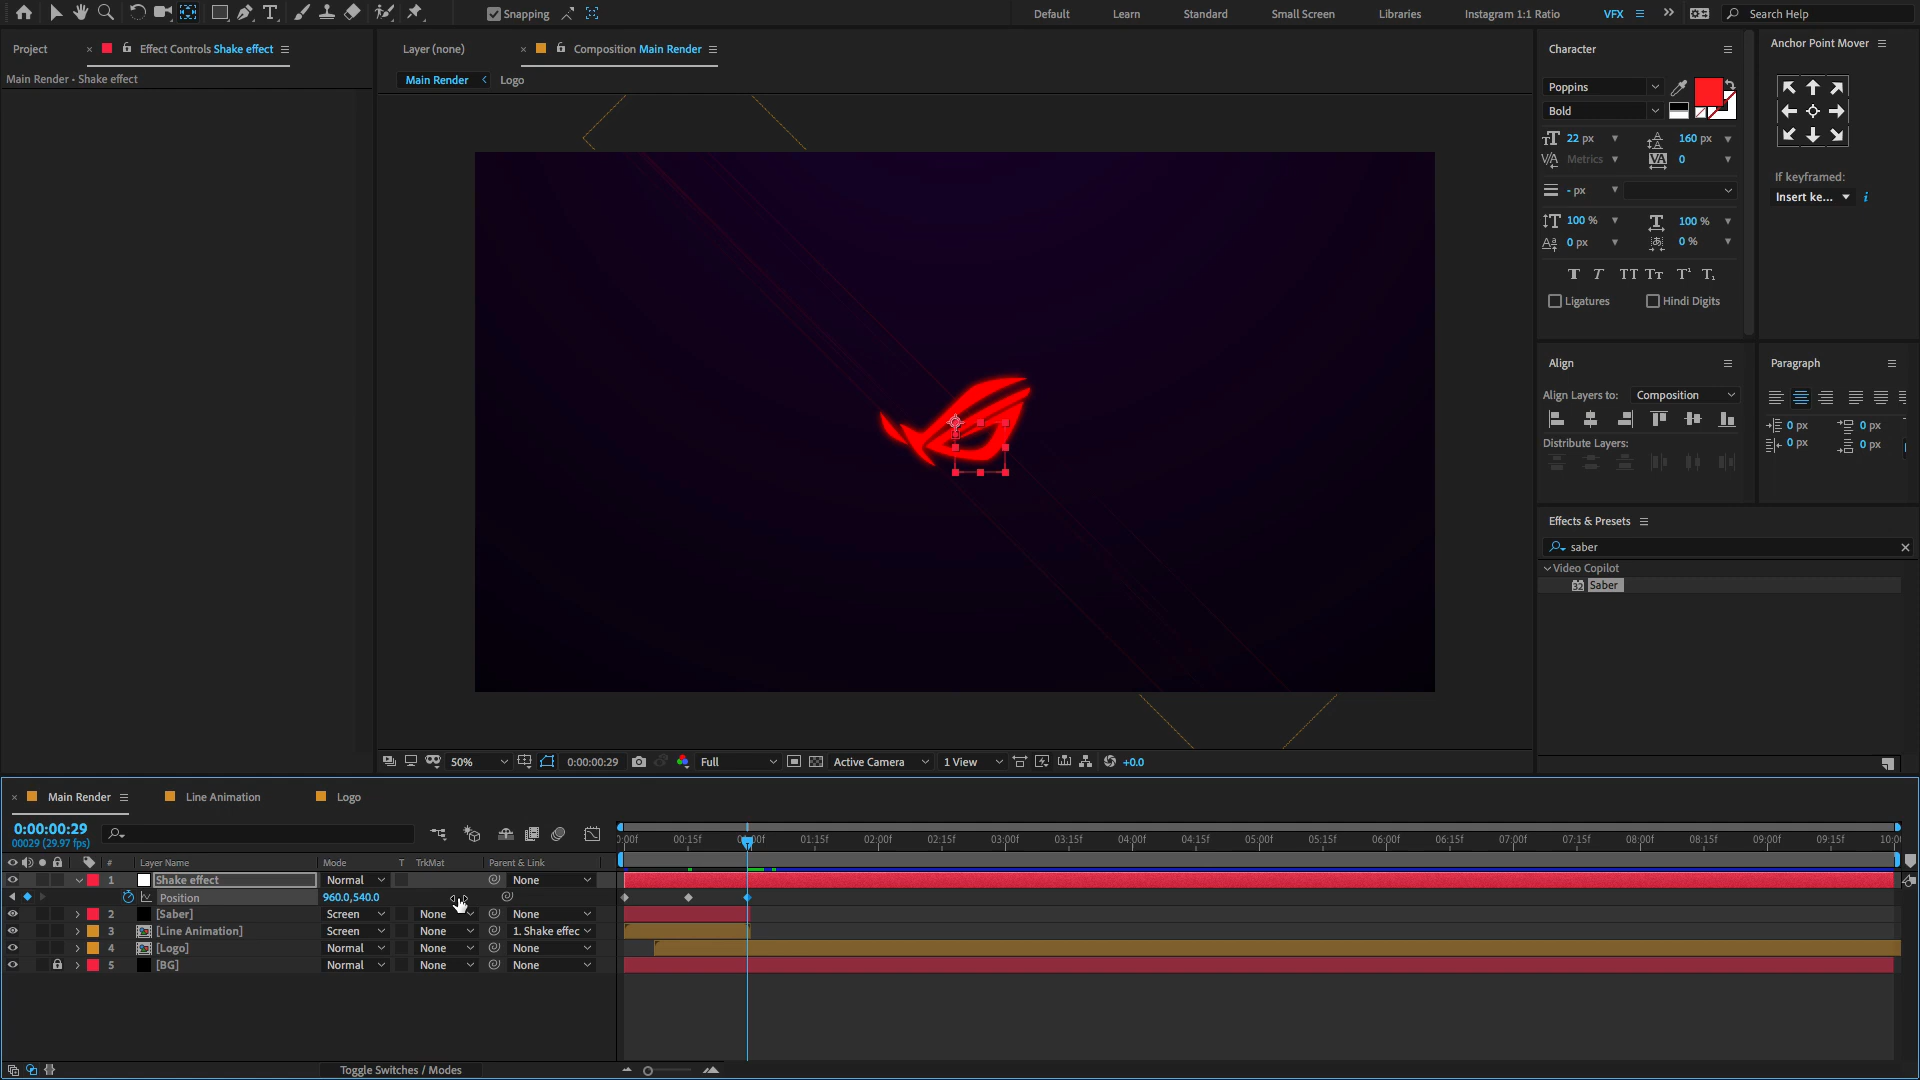 Snapping
Default
Learn
Standard
Small Screen
Libraries
Instagram 1:1 Ratio
VFX
Search Help
Project
Effect Controls Shake effect
Layer (none)
Composition Main Render
Main Render • Shake effect
Main Render
Logo
Character
Poppins
Bold
22 px
160 px
Metrics
0
- px
100 %
100 %
0 px
0 %
Ligatures
Hindi Digits
Anchor Point Mover
If keyframed:
Insert ke...
Align
Align Layers to:
Composition
Distribute Layers:
Paragraph
0 px
0 px
0 px
0 px
Effects & Presets
saber
Video Copilot
Saber
50%
0:00:00:29
Full
Active Camera
1 View
+0.0
Main Render
Line Animation
Logo
0:00:00:29
00029 (29.97 fps)
00:15f
01:15f
02:00f
02:15f
03:00f
03:15f
04:00f
04:15f
05:00f
05:15f
06:00f
06:15f
07:00f
07:15f
08:00f
08:15f
09:00f
09:15f
# Layer Name Mode T TrkMat Parent & Link
1 Shake effect Normal None
Position 960.0,540.0
2 [Saber] Screen None None
3 [Line Animation] Screen None 1. Shake effec
4 [Logo] Normal None None
5 [BG] Normal None None
Toggle Switches / Modes